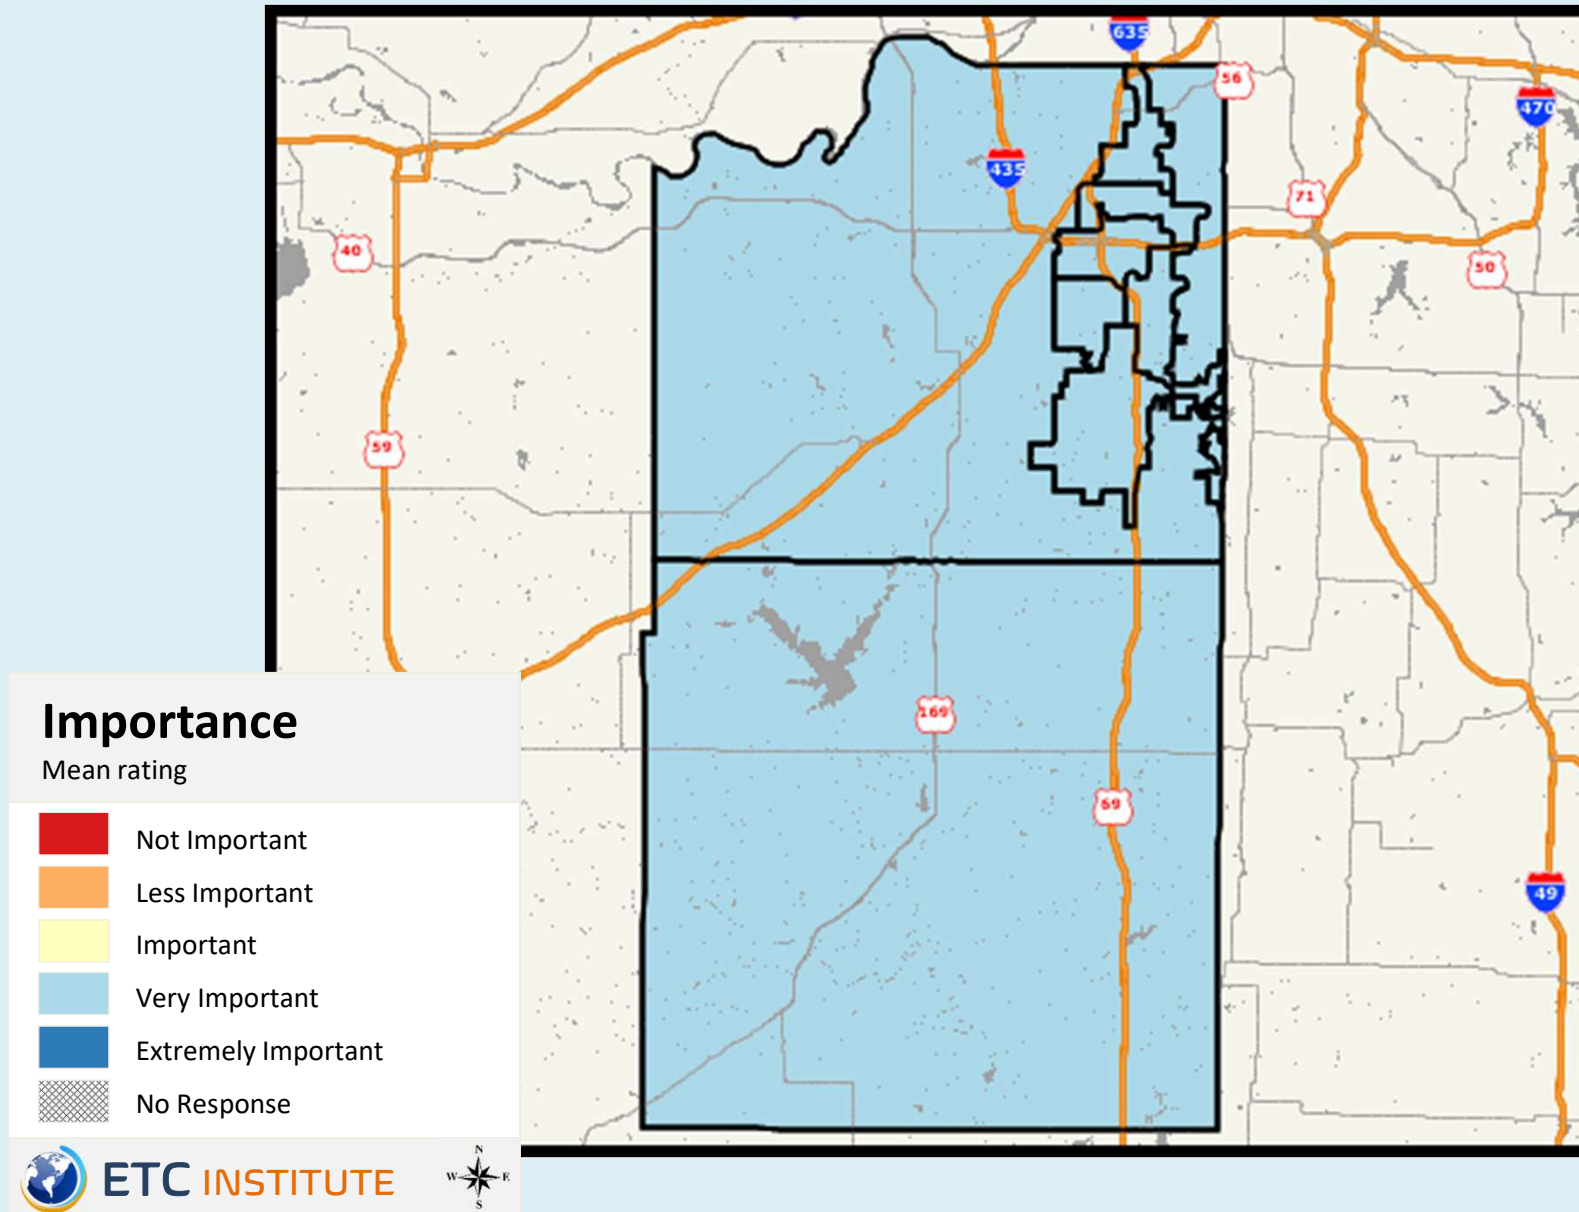 635
56
470
435
71
40
50
59
169
69
49
Importance
Mean rating
Not Important
Less Important
Important
Very Important
Extremely Important
No Response
ETC INSTITUTE
N
W E
S